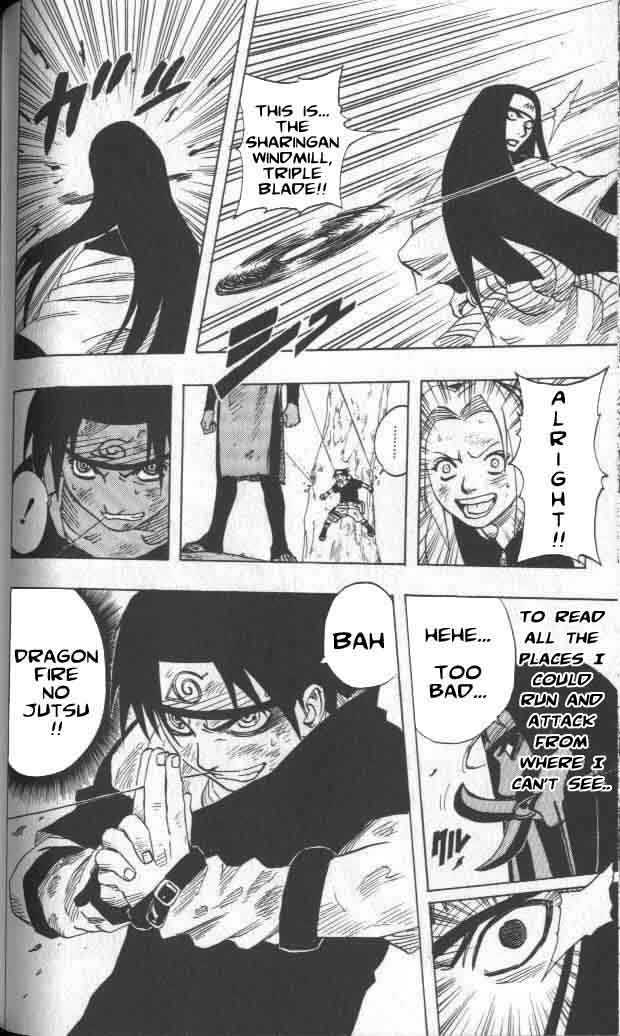 THIS IS...
THE
SHARINGAN
WINDMILL,
TRIPLE
BLADE!!
A
L
R
I
G
H
T
!!
........
!
TO READ
ALL THE
PLACES I
COULD
RUN AND
ATTACK
FROM
WHERE I
CAN'T SEE..
HEHE...
TOO
BAD...
BAH
DRAGON
FIRE
NO
JUTSU
!!